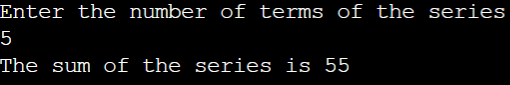 Enter the number of terms of the series
5
The sum of the series is 55